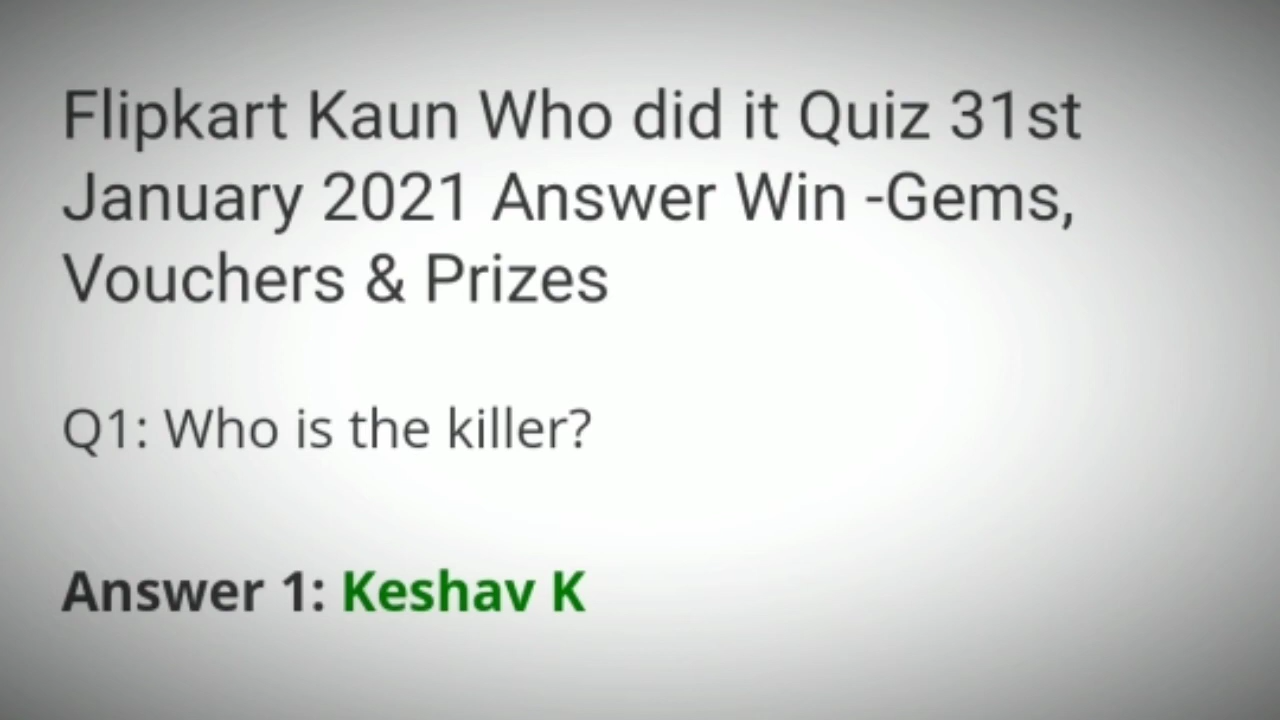 Flipkart Kaun Who did it Quiz 31st
January 2021 Answer Win -Gems,
Vouchers & Prizes
Q1: Who is the killer?
Answer 1: Keshav K